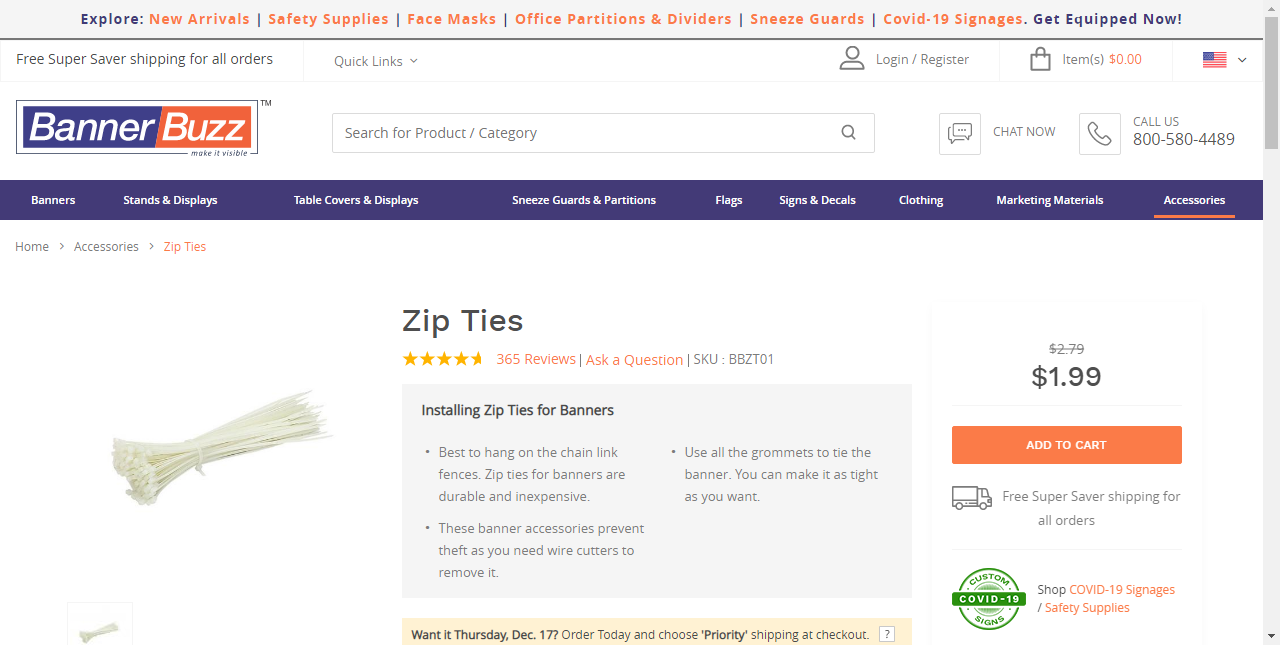 Explore: New Arrivals | Safety Supplies | Face Masks | Office Partitions & Dividers | Sneeze Guards | Covid-19 Signages. Get Equipped Now!
Free Super Saver shipping for all orders
Quick Links
Login / Register
Item(s) $0.00
BannerBuzz TM
make it visible
Search for Product / Category
CHAT NOW
CALL US
800-580-4489
Banners Stands & Displays Table Covers & Displays Sneeze Guards & Partitions Flags Signs & Decals Clothing Marketing Materials Accessories
Home > Accessories > Zip Ties
Zip Ties
365 Reviews | Ask a Question | SKU : BBZT01
Installing Zip Ties for Banners
• Best to hang on the chain link
fences. Zip ties for banners are
durable and inexpensive.
• These banner accessories prevent
theft as you need wire cutters to
remove it.
• Use all the grommets to tie the
banner. You can make it as tight
as you want.
Want it Thursday, Dec. 17? Order Today and choose 'Priority' shipping at checkout. ?
$2.79
$1.99
ADD TO CART
Free Super Saver shipping for
all orders
CUSTOM
COVID-19
SIGNS
Shop COVID-19 Signages
/ Safety Supplies